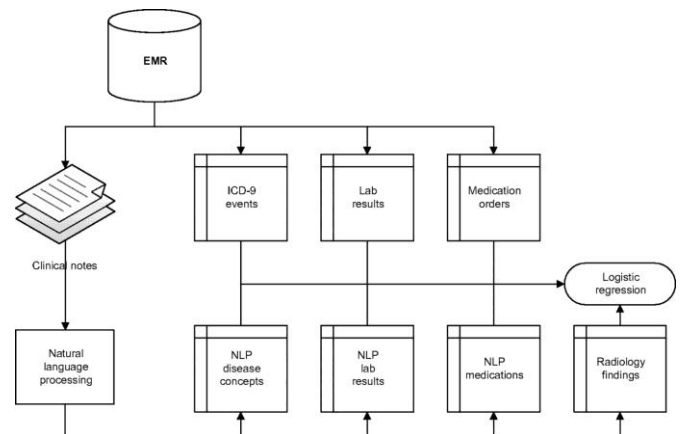 EMR
ICD-9
events
Lab
results
Medication
orders
Clinical notes
Logistic
regression
Natural
language
processing
NLP
disease
concepts
NLP
lab
results
NLP
medications
Radiology
findings